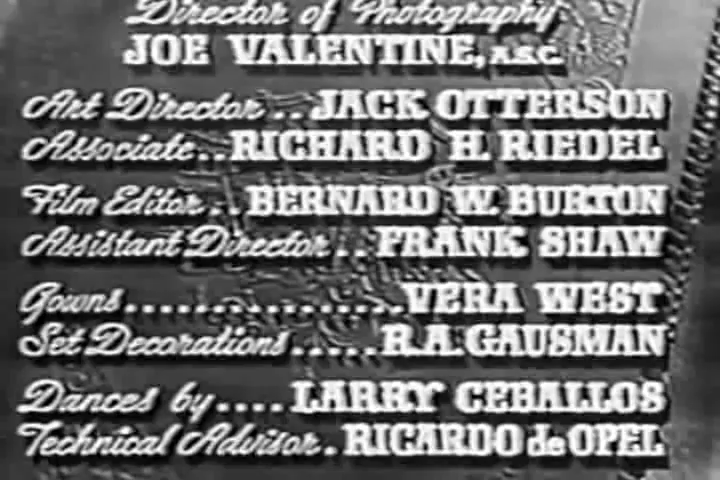 Director of Photography
JOE VALENTINE, A.S.C.
Art Director .. JACK OTTERSON
Associate .. RICHARD H. RIEDEL
Film Editor .. BERNARD W. BURTON
Assistant Director .. FRANK SHAW
Gowns ................ VERA WEST
Set Decorations ..... R.A. GAUSMAN
Dances by .... LARRY CEBALLOS
Technical Advisor . RICARDO de OPEL